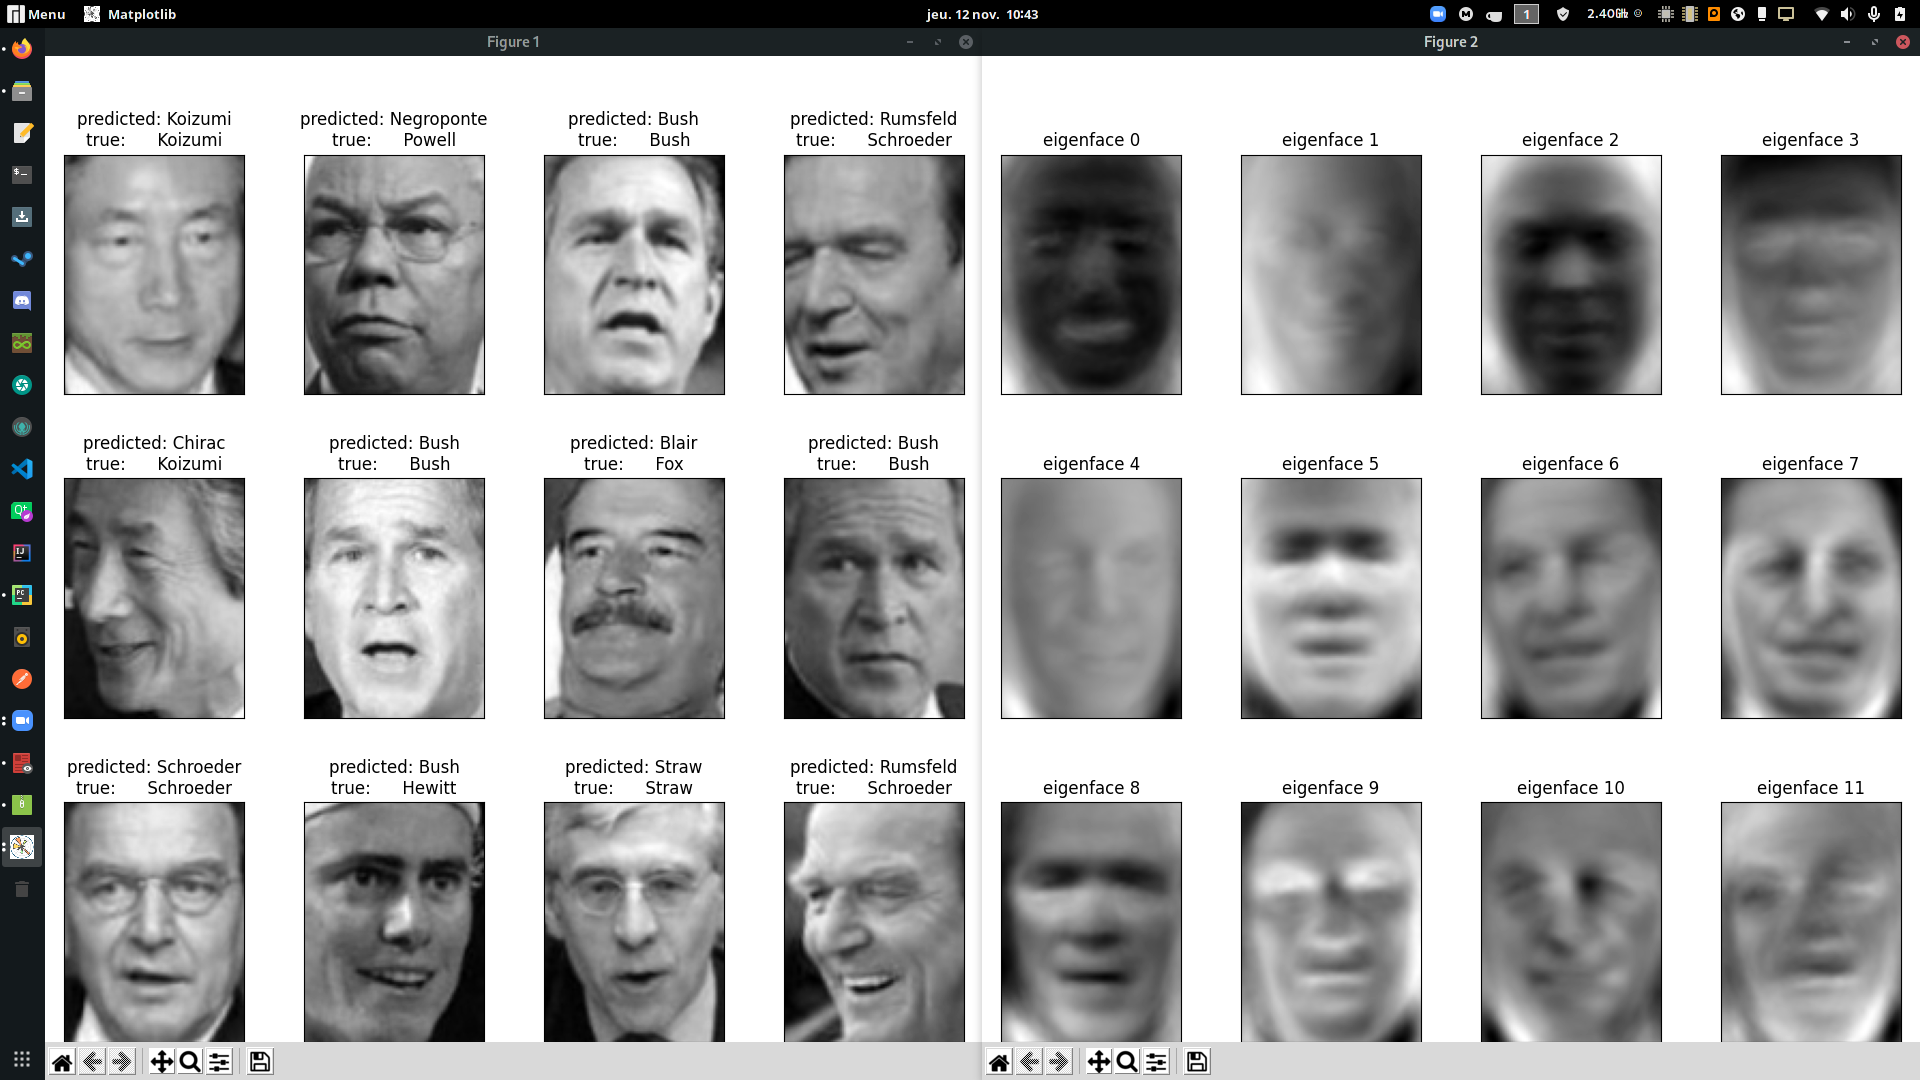 Menu
Matplotlib
jeu. 12 nov. 10:43
1
2.40GHz
Figure 1
Figure 2
predicted: Koizumi
true: Koizumi
predicted: Negroponte
true: Powell
predicted: Bush
true: Bush
predicted: Rumsfeld
true: Schroeder
eigenface 0
eigenface 1
eigenface 2
eigenface 3
predicted: Chirac
true: Koizumi
predicted: Bush
true: Bush
predicted: Blair
true: Fox
predicted: Bush
true: Bush
eigenface 4
eigenface 5
eigenface 6
eigenface 7
predicted: Schroeder
true: Schroeder
predicted: Bush
true: Hewitt
predicted: Straw
true: Straw
predicted: Rumsfeld
true: Schroeder
eigenface 8
eigenface 9
eigenface 10
eigenface 11